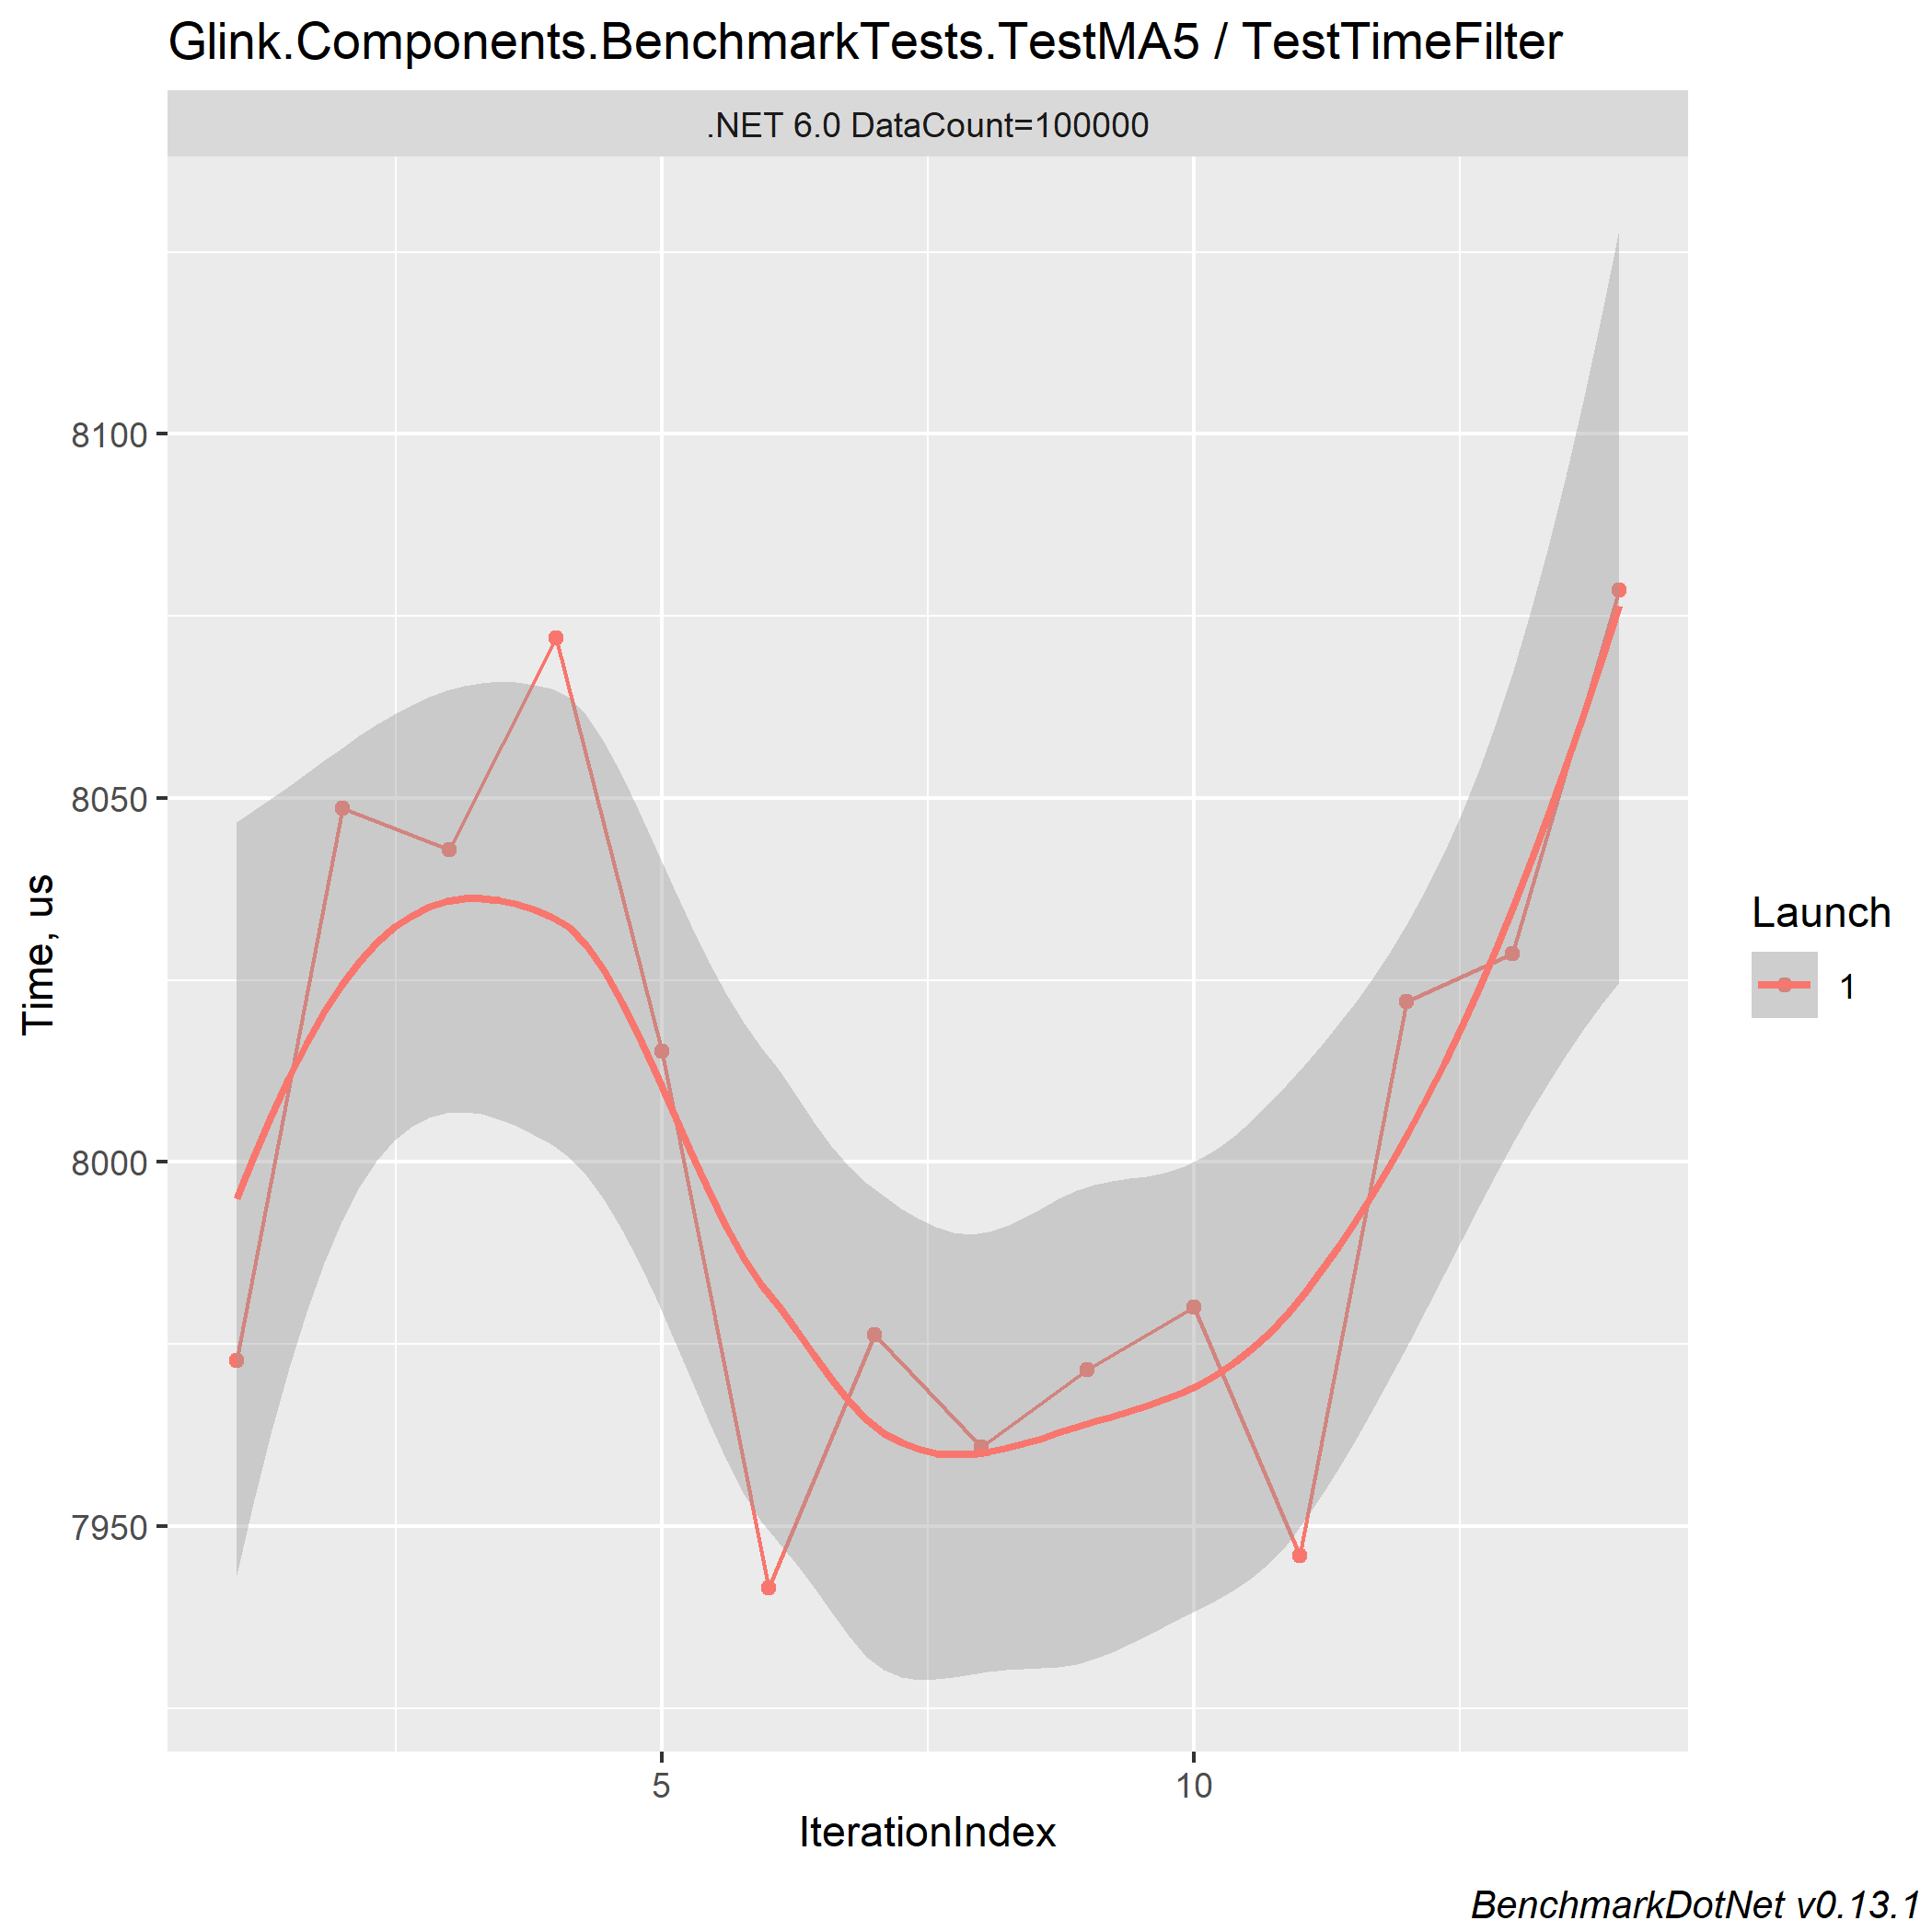 Glink.Components.BenchmarkTests.TestMA5 / TestTimeFilter
.NET 6.0 DataCount=100000
8100
8050
8000
7950
Time, us
5
10
IterationIndex
Launch
1
BenchmarkDotNet v0.13.1